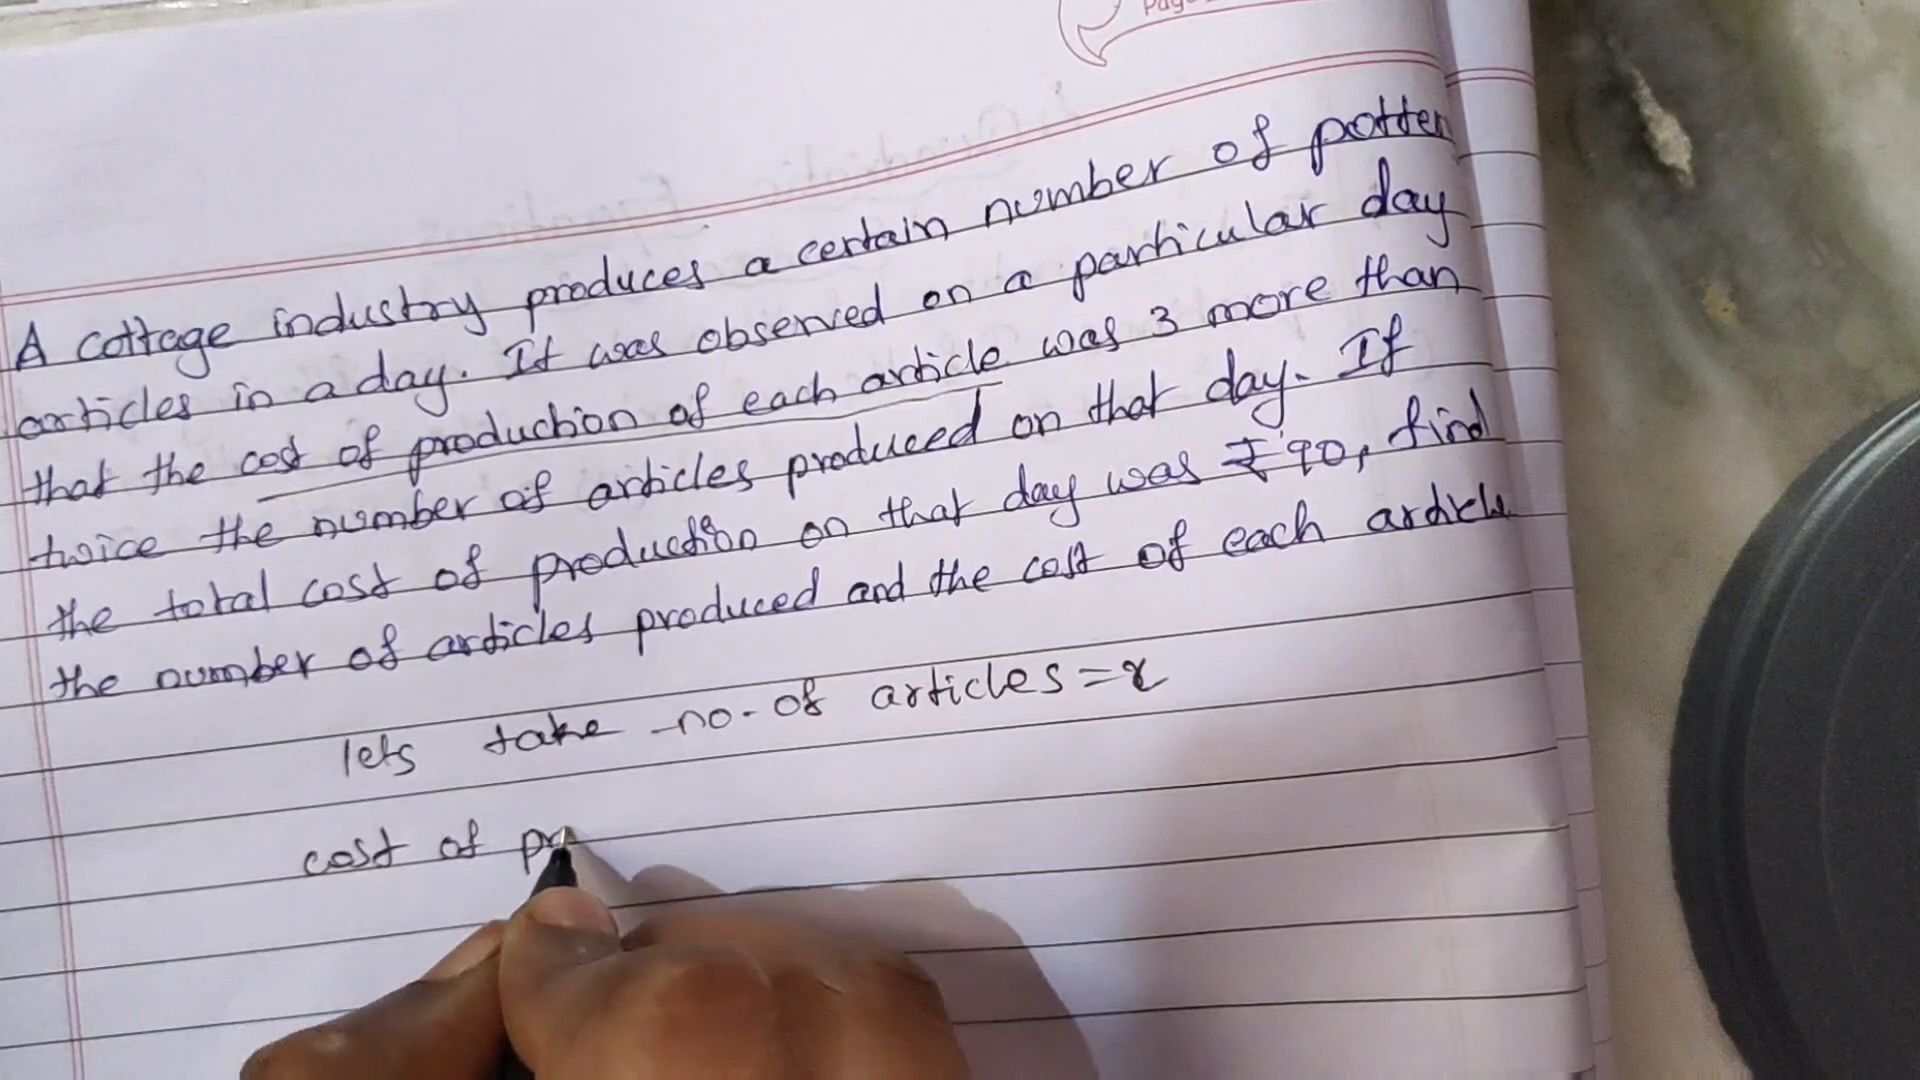 Page
A cottage industry produces a certain number of potter
articles in a day. It was observed on a particular day
that the cost of production of each article was 3 more than
twice the number of articles produced on that day. If
the total cost of production on that day was ₹ 90, find
the number of articles produced and the cost of each article
lets take no. of articles = x
cost of pr